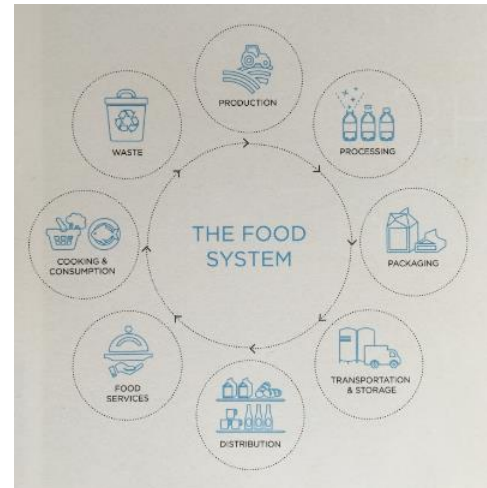 THE FOOD
SYSTEM
PRODUCTION
PROCESSING
PACKAGING
TRANSPORTATION
& STORAGE
DISTRIBUTION
FOOD
SERVICES
COOKING &
CONSUMPTION
WASTE